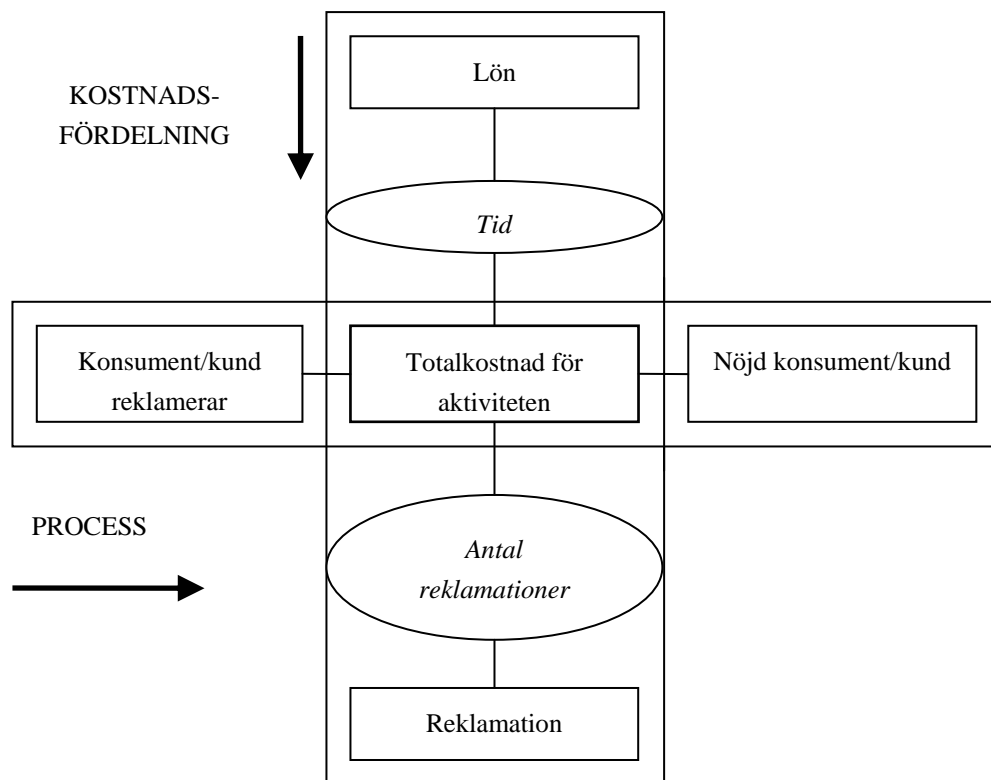 Lön
KOSTNADS-
FÖRDELNING
Tid
Konsument/kund
reklamerar
Totalkostnad för
aktiviteten
Nöjd konsument/kund
PROCESS
Antal
reklamationer
Reklamation